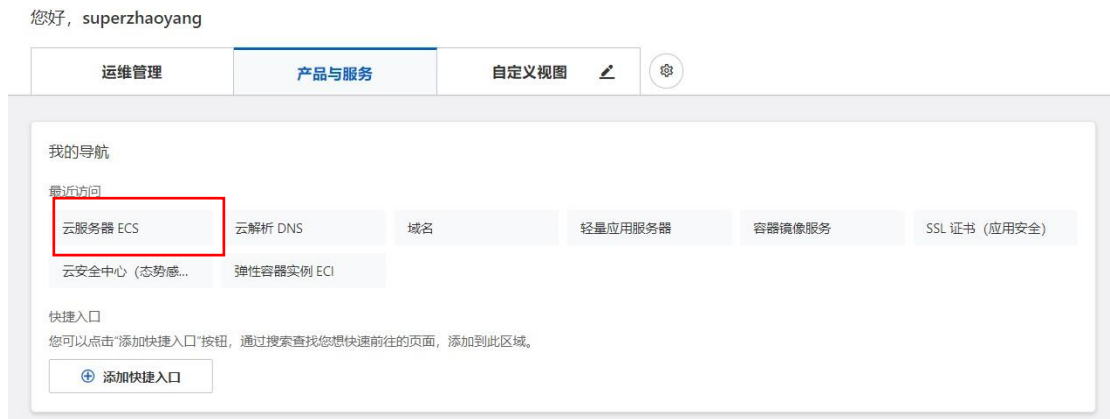 您好，superzhaoyang
运维管理 产品与服务 自定义视图
我的导航
最近访问
云服务器 ECS 云解析 DNS 域名 轻量应用服务器 容器镜像服务 SSL 证书（应用安全）
云安全中心（态势感... 弹性容器实例 ECI
快捷入口
您可以点击“添加快捷入口”按钮，通过搜索查找您想快速前往的页面，添加到此区域。
添加快捷入口